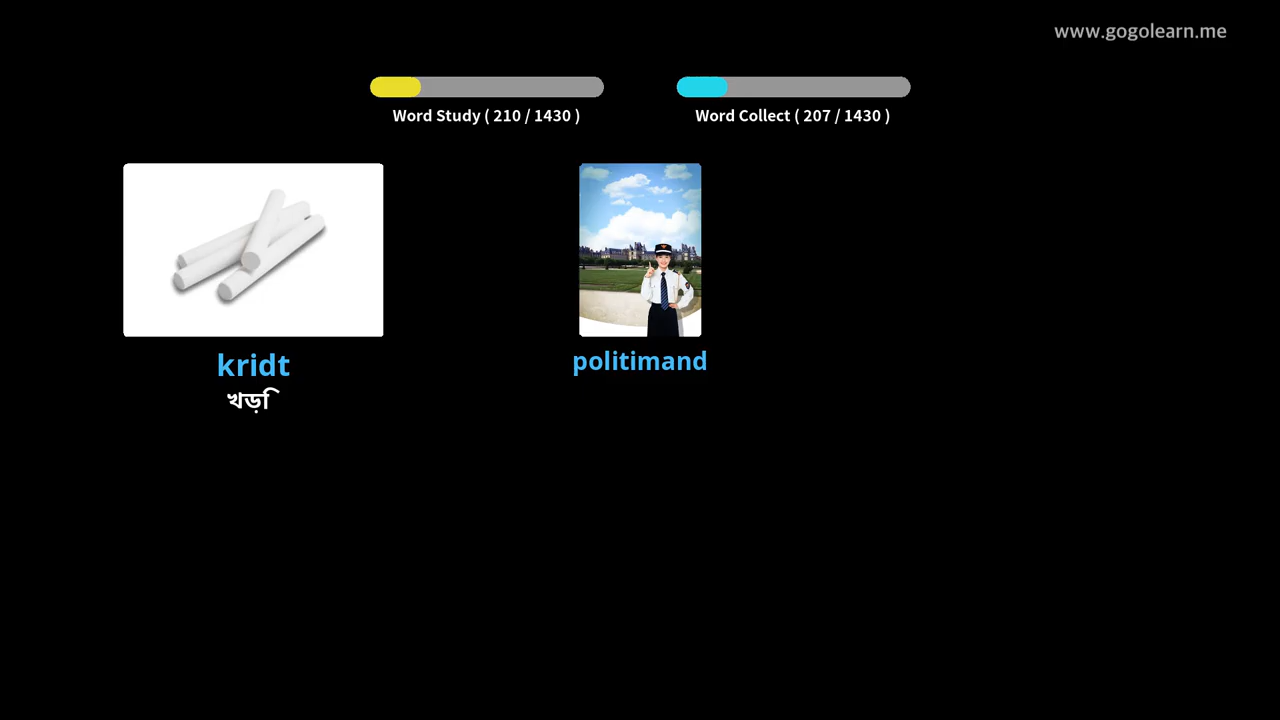 www.gogolearn.me
Word Study ( 210 / 1430 )
Word Collect ( 207 / 1430 )
kridt
খড়ি
politimand